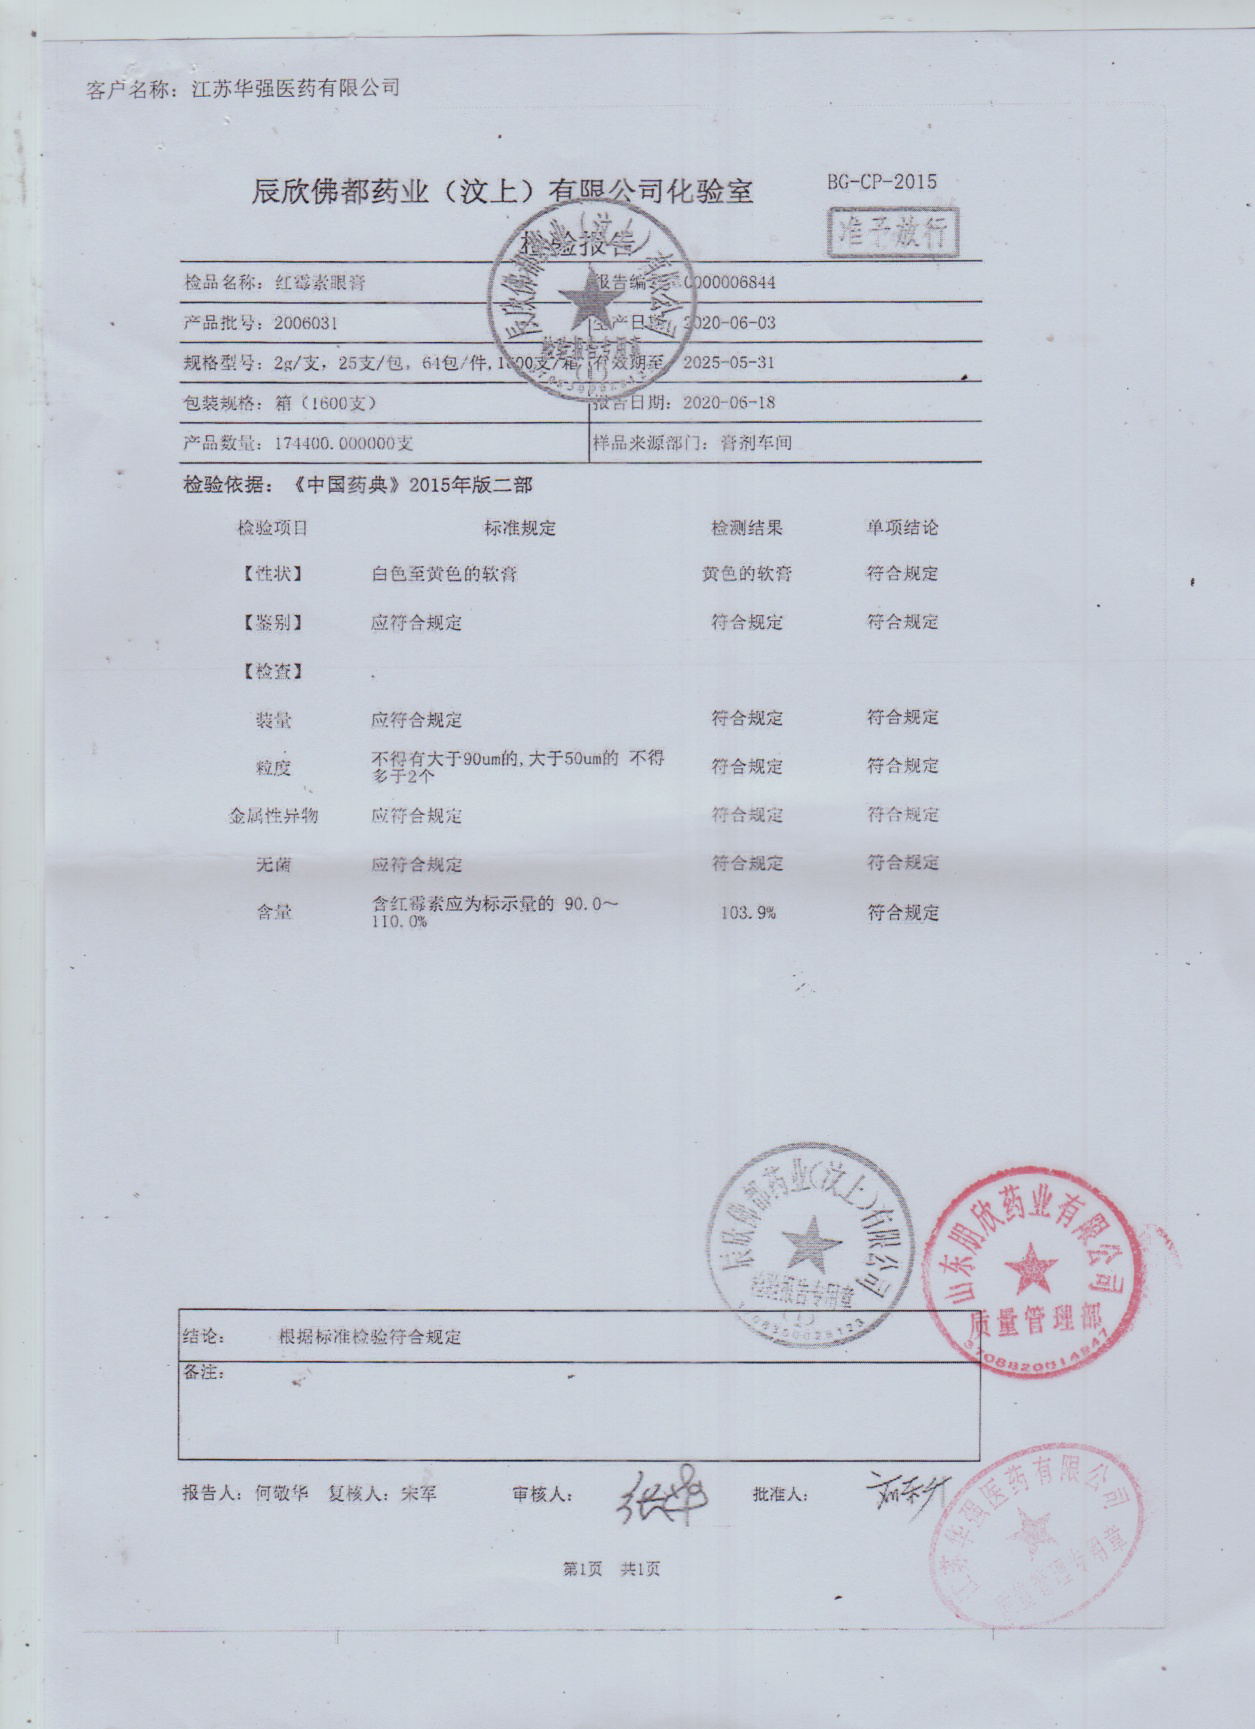 客户名称：江苏华强医药有限公司
辰欣佛都药业（汶上）有限公司化验室
BG-CP-2015
检验报告
准予放行
检品名称：红霉素眼膏 报告编 0000006844
产品批号：2006031 生产日期 2020-06-03
规格型号：2g/支，25支/包，64包/件,1600支/箱 有效期至 2025-05-31
包装规格：箱（1600支） 报告日期：2020-06-18
产品数量：174400.000000支 样品来源部门：膏剂车间
检验依据：《中国药典》2015年版二部
检验项目 标准规定 检测结果 单项结论
【性状】 白色至黄色的软膏 黄色的软膏 符合规定
【鉴别】 应符合规定 符合规定 符合规定
【检查】
装量 应符合规定 符合规定 符合规定
粒度 不得有大于90um的,大于50um的 不得多于2个 符合规定 符合规定
金属性异物 应符合规定 符合规定 符合规定
无菌 应符合规定 符合规定 符合规定
含量 含红霉素应为标示量的 90.0～110.0% 103.9% 符合规定
辰欣佛都药业（汶上）有限公司
检验报告专用章
（1）
山东朋欣药业有限公司
质量管理部
结论： 根据标准检验符合规定
备注：
报告人：何敬华 复核人：宋军 审核人： 批准人：
江苏华强医药有限公司
质量管理专用章
第1页 共1页